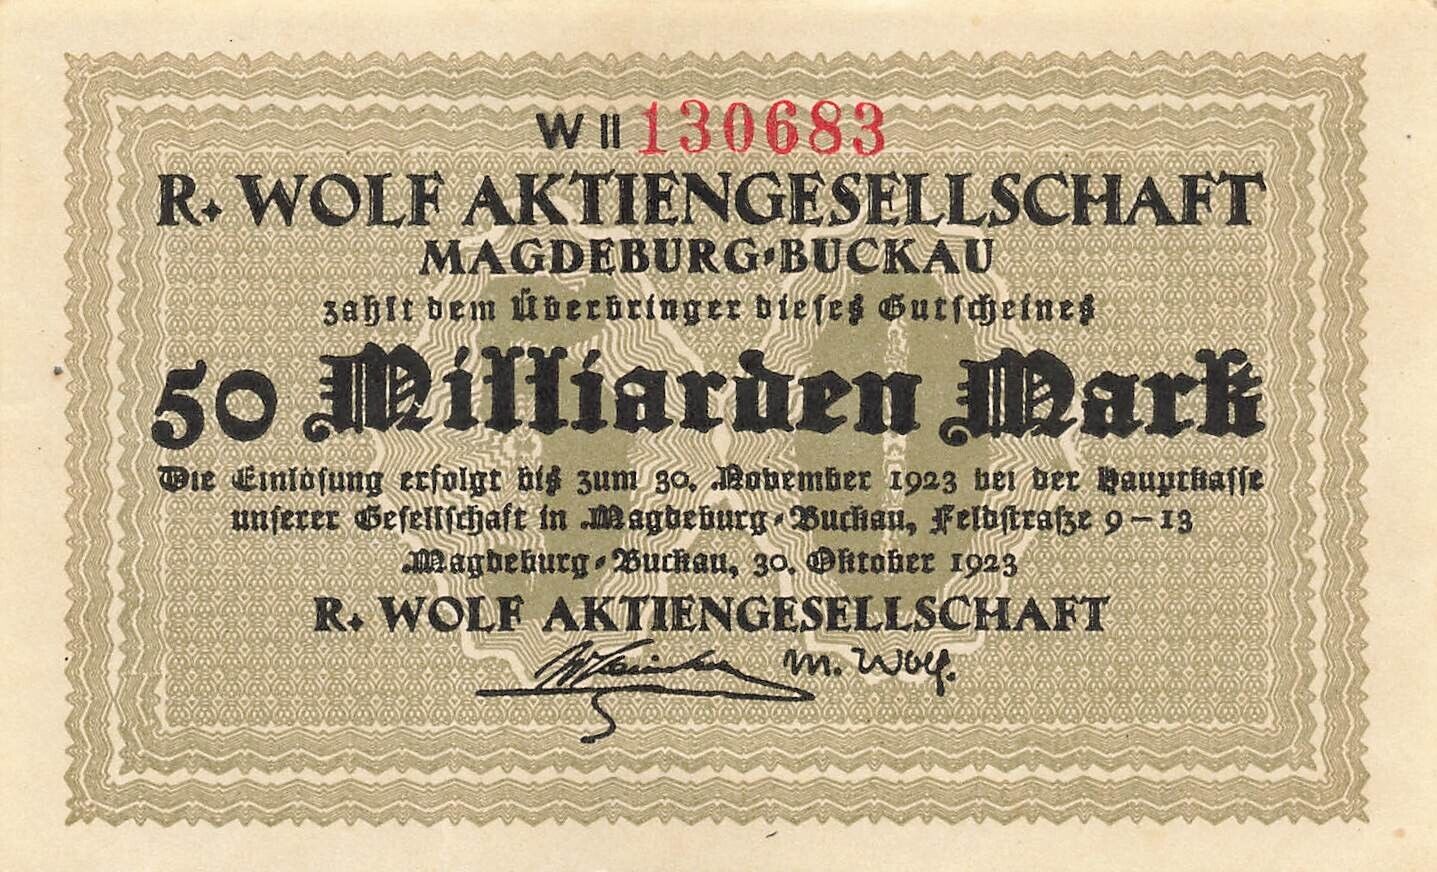 W II 130683
R. WOLF AKTIENGESELLSCHAFT
MAGDEBURG-BUCKAU
zahlt dem Überbringer dieses Gutscheines
50 Milliarden Mark
Die Einlösung erfolgt bis zum 30. November 1923 bei der Hauptkasse
unserer Gesellschaft in Magdeburg-Buckau, Feldstraße 9-13
Magdeburg-Buckau, 30. Oktober 1923
R. WOLF AKTIENGESELLSCHAFT
M. Wolf.